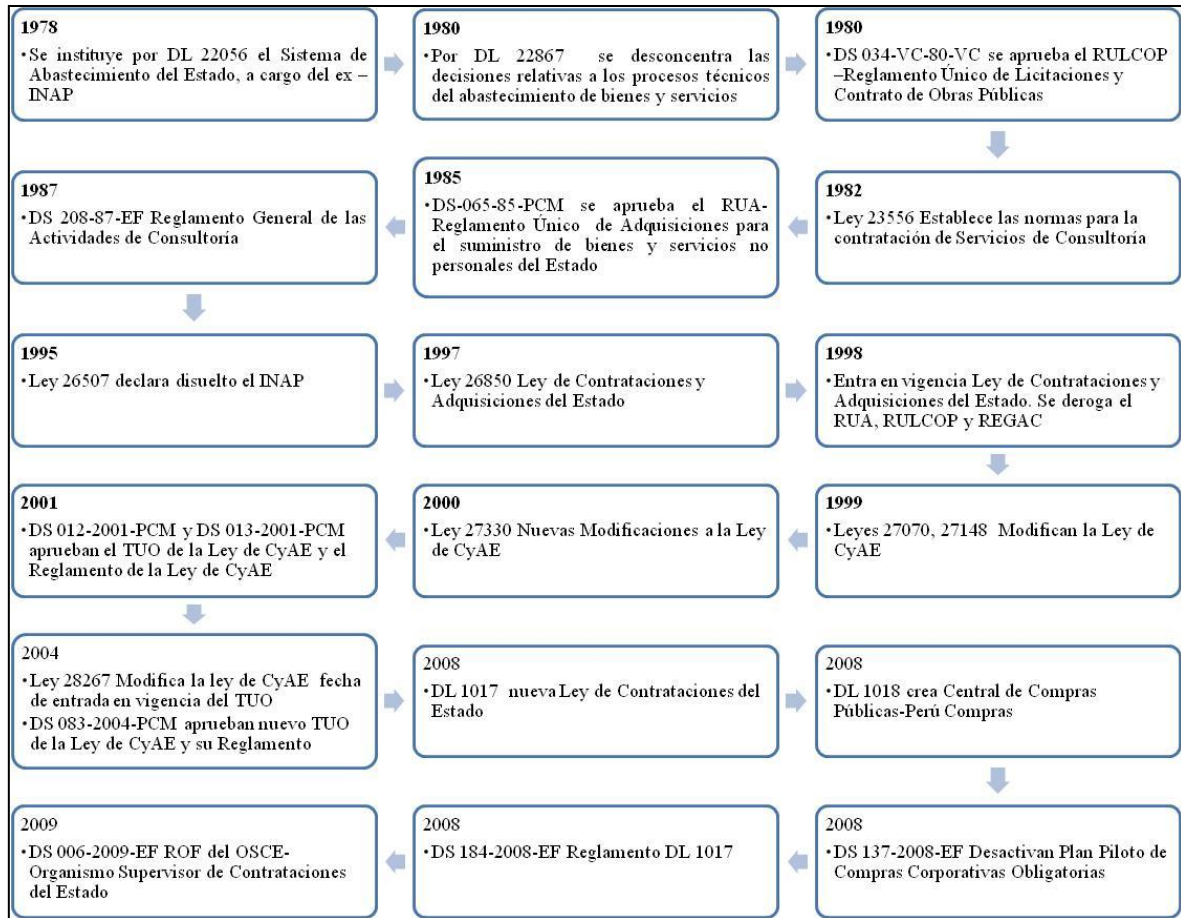 1978
•Se instituye por DL 22056 el Sistema de
Abastecimiento del Estado, a cargo del ex –
INAP
1980
•Por DL 22867 se desconcentra las
decisiones relativas a los procesos técnicos
del abastecimiento de bienes y servicios
1980
•DS 034-VC-80-VC se aprueba el RULCOP
–Reglamento Único de Licitaciones y
Contrato de Obras Públicas
1982
•Ley 23556 Establece las normas para la
contratación de Servicios de Consultoría
1985
•DS-065-85-PCM se aprueba el RUA-
Reglamento Único de Adquisiciones para
el suministro de bienes y servicios no
personales del Estado
1987
•DS 208-87-EF Reglamento General de las
Actividades de Consultoría
1995
•Ley 26507 declara disuelto el INAP
1997
•Ley 26850 Ley de Contrataciones y
Adquisiciones del Estado
1998
•Entra en vigencia Ley de Contrataciones y
Adquisiciones del Estado. Se deroga el
RUA, RULCOP y REGAC
1999
•Leyes 27070, 27148 Modifican la Ley de
CyAE
2000
•Ley 27330 Nuevas Modificaciones a la Ley
de CyAE
2001
•DS 012-2001-PCM y DS 013-2001-PCM
aprueban el TUO de la Ley de CyAE y el
Reglamento de la Ley de CyAE
2004
•Ley 28267 Modifica la ley de CyAE fecha
de entrada en vigencia del TUO
•DS 083-2004-PCM aprueban nuevo TUO
de la Ley de CyAE y su Reglamento
2008
•DL 1017 nueva Ley de Contrataciones del
Estado
2008
•DL 1018 crea Central de Compras
Públicas-Perú Compras
2008
•DS 137-2008-EF Desactivan Plan Piloto de
Compras Corporativas Obligatorias
2008
•DS 184-2008-EF Reglamento DL 1017
2009
•DS 006-2009-EF ROF del OSCE-
Organismo Supervisor de Contrataciones
del Estado